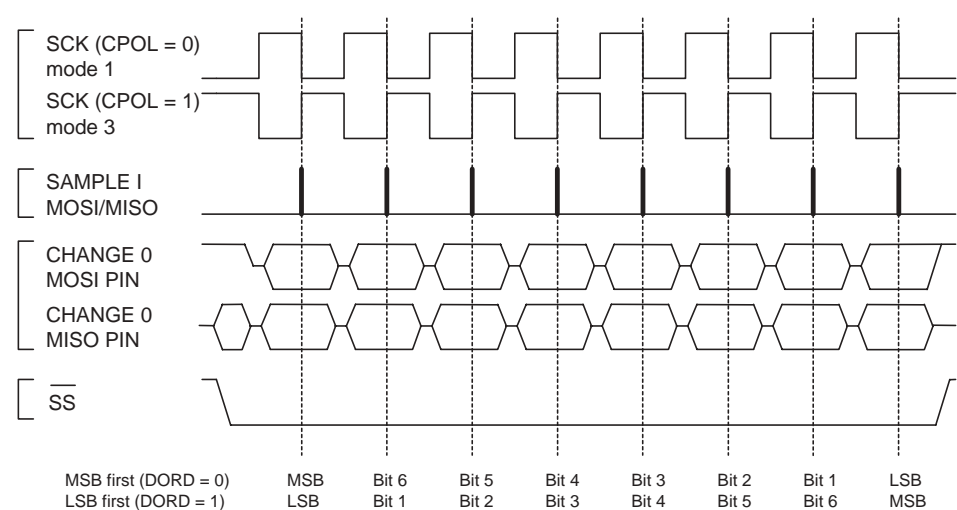 SCK (CPOL = 0)
mode 1
SCK (CPOL = 1)
mode 3
SAMPLE I
MOSI/MISO
CHANGE 0
MOSI PIN
CHANGE 0
MISO PIN
SS
MSB first (DORD = 0) MSB Bit 6 Bit 5 Bit 4 Bit 3 Bit 2 Bit 1 LSB
LSB first (DORD = 1) LSB Bit 1 Bit 2 Bit 3 Bit 4 Bit 5 Bit 6 MSB